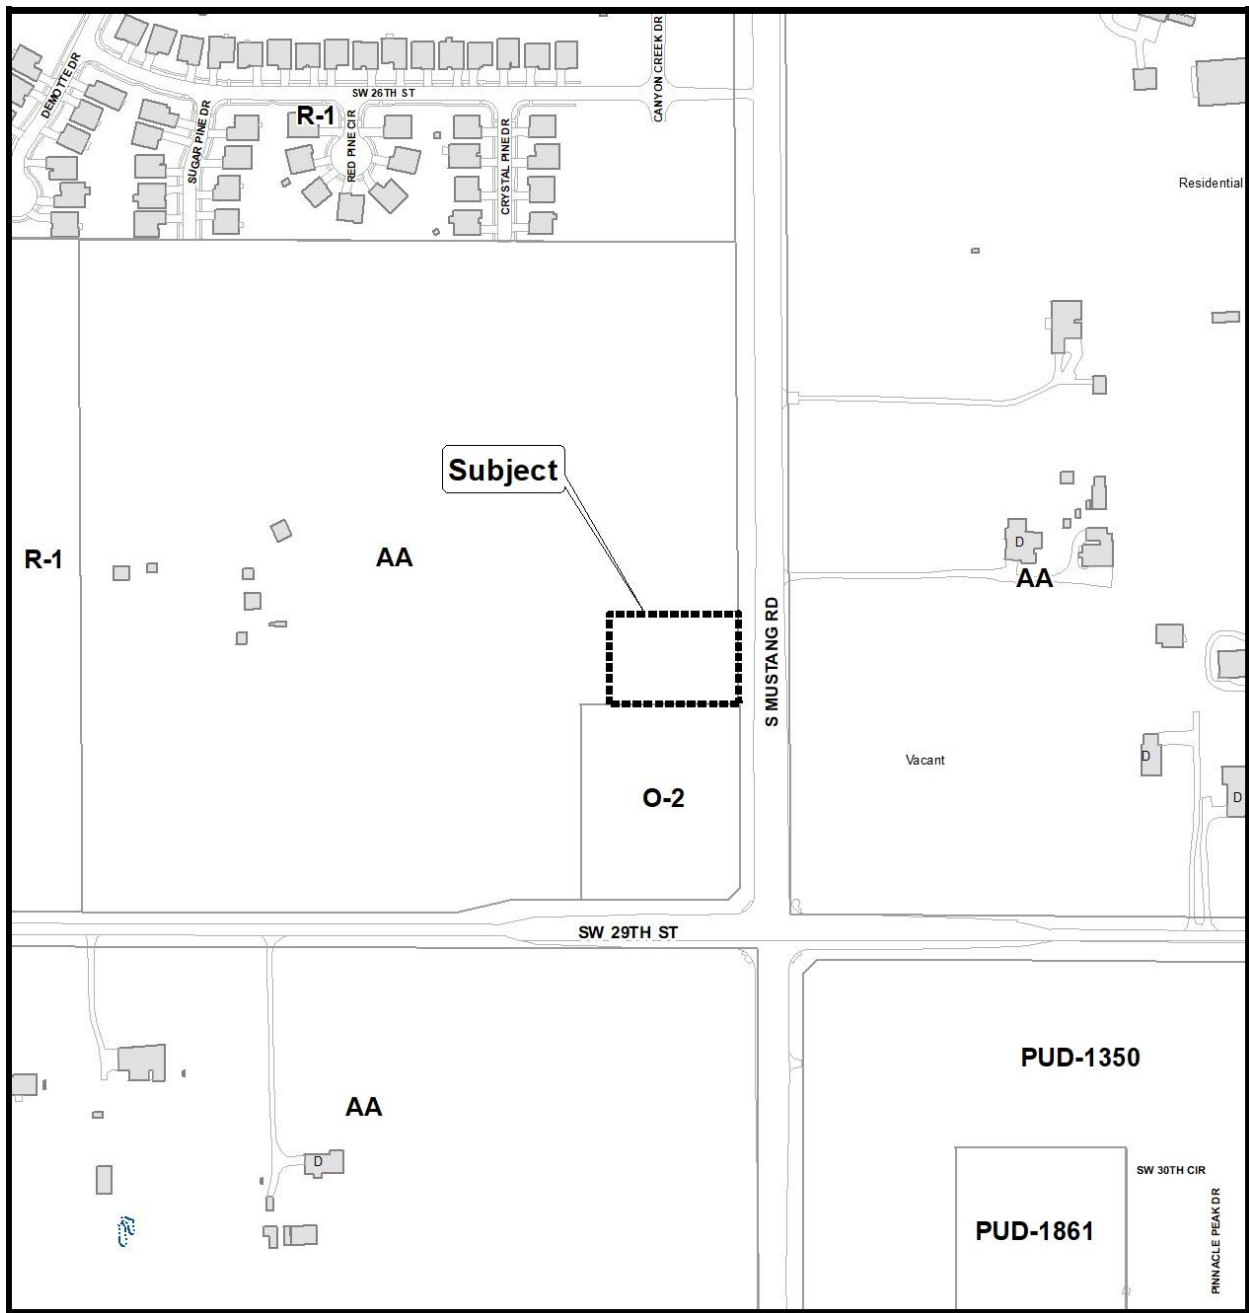 CANYON CREEK DR
DEMOTTE DR
SW 26TH ST
R-1
SUGAR PINE DR
RED PINE CIR
CRYSTAL PINE DR
Residential
Subject
R-1
AA
D
AA
S MUSTANG RD
Vacant
D
O-2
D
SW 29TH ST
PUD-1350
AA
D
SW 30TH CIR
PINNACLE PEAK DR
PUD-1861